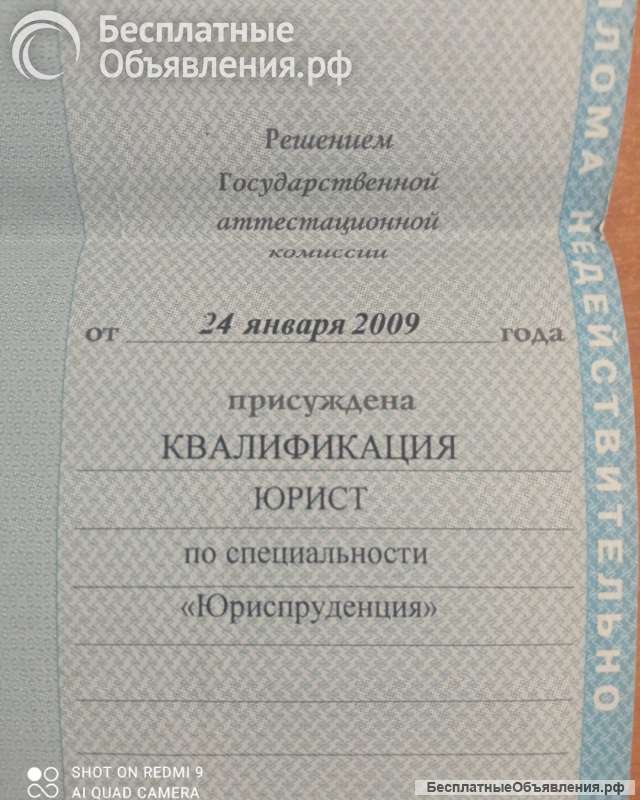 Бесплатные
Объявления.рф
Решением
Государственной
аттестационной
комиссии
от 24 января 2009 года
присуждена
КВАЛИФИКАЦИЯ
ЮРИСТ
по специальности
«Юриспруденция»
ПЛОМА НЕДЕЙСТВИТЕЛЬНО
SHOT ON REDMI 9
AI QUAD CAMERA
БесплатныеОбъявления.рф